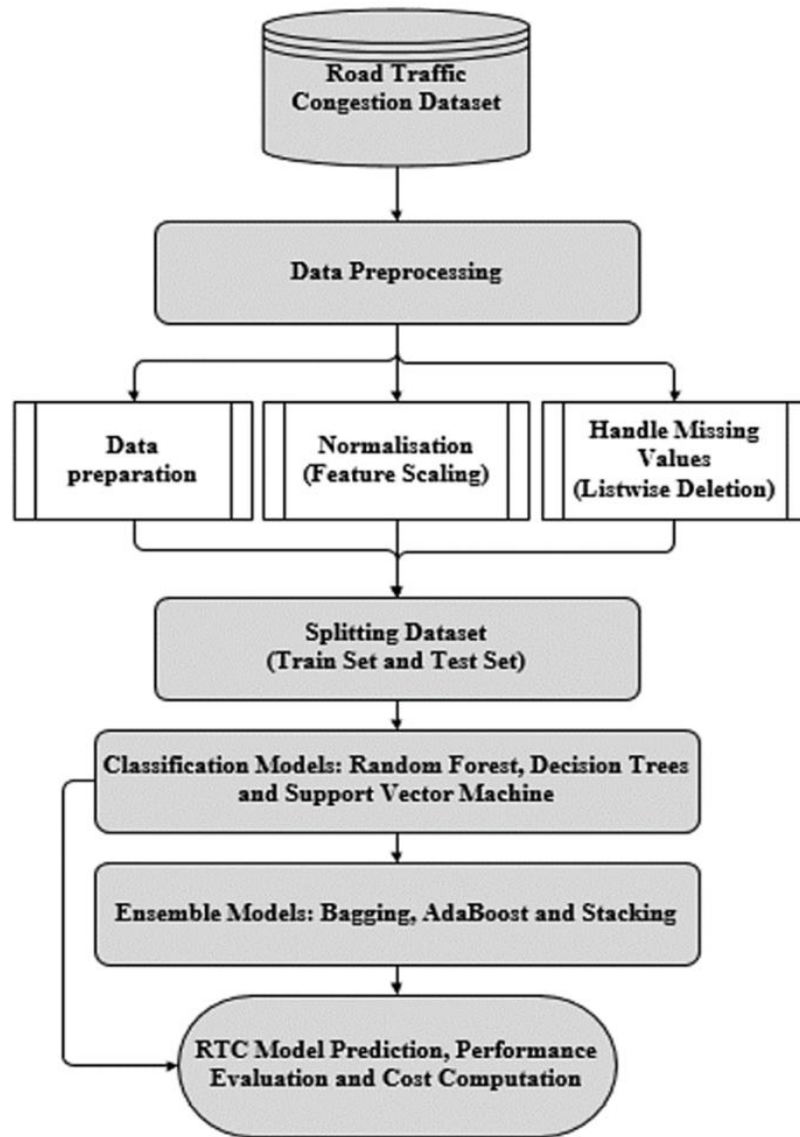 Road Traffic
Congestion Dataset
Data Preprocessing
Data
preparation
Normalisation
(Feature Scaling)
Handle Missing
Values
(Listwise Deletion)
Splitting Dataset
(Train Set and Test Set)
Classification Models: Random Forest, Decision Trees
and Support Vector Machine
Ensemble Models: Bagging, AdaBoost and Stacking
RTC Model Prediction, Performance
Evaluation and Cost Computation